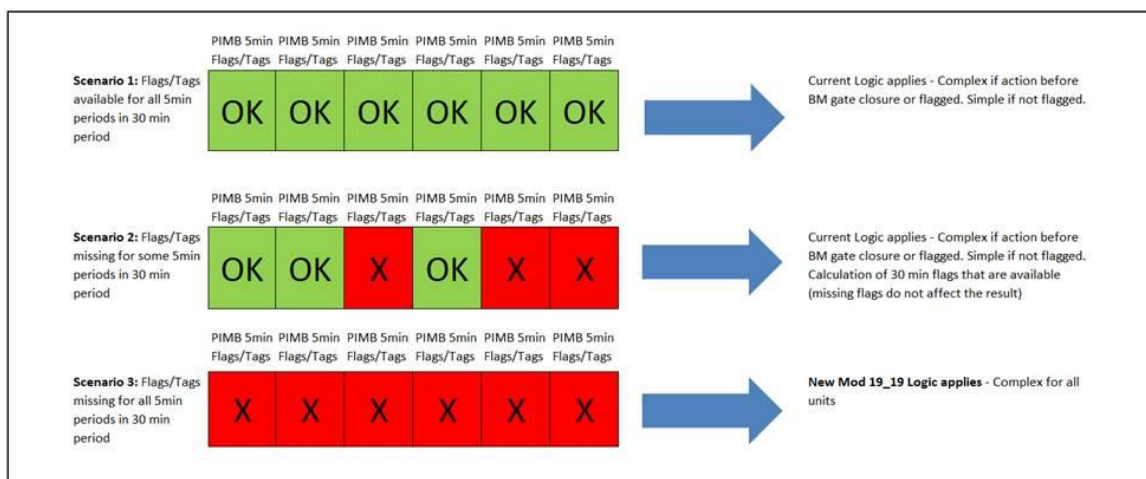 PIMB 5min PIMB 5min PIMB 5min PIMB 5min PIMB 5min PIMB 5min
Flags/Tags Flags/Tags Flags/Tags Flags/Tags Flags/Tags Flags/Tags
Scenario 1: Flags/Tags
available for all 5min
periods in 30 min
period
OK OK OK OK OK OK
Current Logic applies - Complex if action before
BM gate closure or flagged. Simple if not flagged.
PIMB 5min PIMB 5min PIMB 5min PIMB 5min PIMB 5min PIMB 5min
Flags/Tags Flags/Tags Flags/Tags Flags/Tags Flags/Tags Flags/Tags
Scenario 2: Flags/Tags
missing for some 5min
periods in 30 min
period
OK OK X OK X X
Current Logic applies - Complex if action before
BM gate closure or flagged. Simple if not flagged.
Calculation of 30 min flags that are available
(missing flags do not affect the result)
PIMB 5min PIMB 5min PIMB 5min PIMB 5min PIMB 5min PIMB 5min
Flags/Tags Flags/Tags Flags/Tags Flags/Tags Flags/Tags Flags/Tags
Scenario 3: Flags/Tags
missing for all 5min
periods in 30 min
period
X X X X X X
New Mod 19_19 Logic applies - Complex for all
units